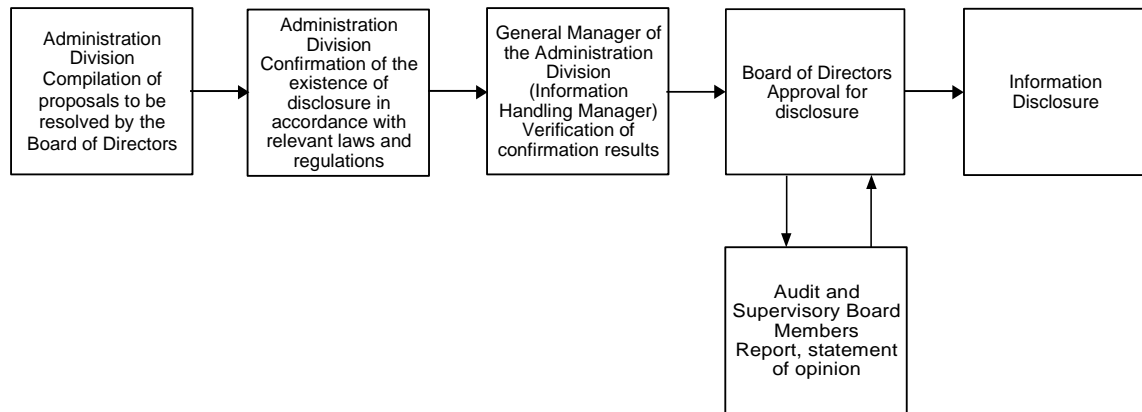 Administration
Division
Compilation of
proposals to be
resolved by the
Board of Directors
Administration
Division
Confirmation of the
existence of
disclosure in
accordance with
relevant laws and
regulations
General Manager of
the Administration
Division
(Information
Handling Manager)
Verification of
confirmation results
Board of Directors
Approval for
disclosure
Information
Disclosure
Audit and
Supervisory Board
Members
Report, statement
of opinion